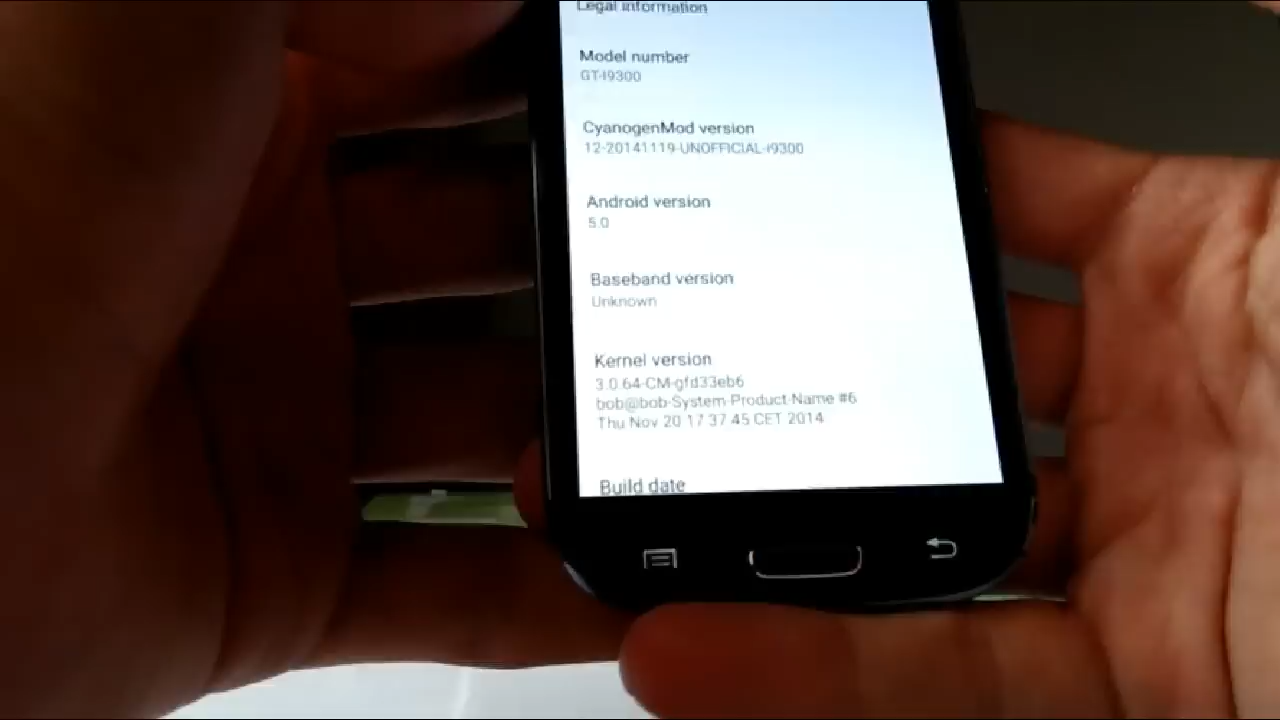 Legal information
Model number
GT-I9300
CyanogenMod version
12-20141119-UNOFFICIAL-i9300
Android version
5.0
Baseband version
Unknown
Kernel version
3.0.64-CM-gfd33eb6
bob@bob-System-Product-Name #6
Thu Nov 20 17:37:45 CET 2014
Build date